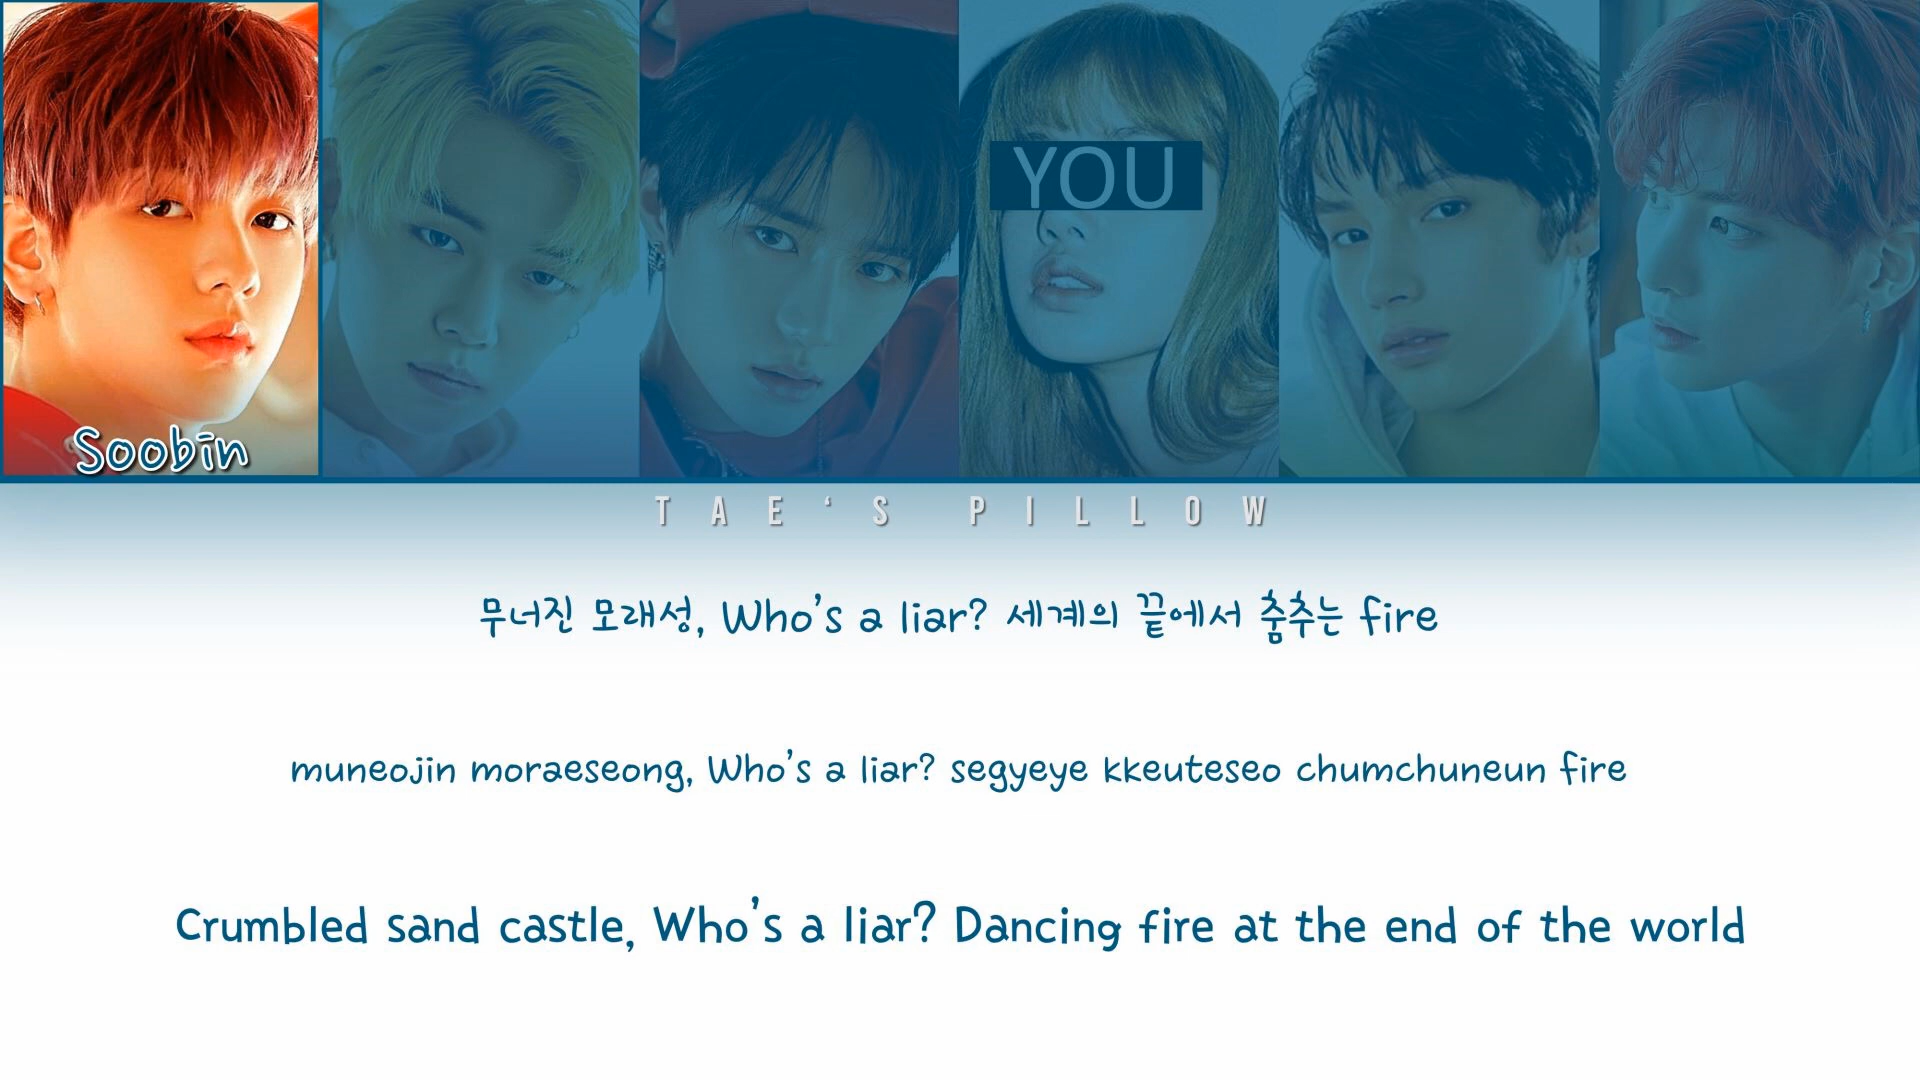 YOU
Soobin
TAE‘S PILLOW
무너진 모래성, Who's a liar? 세계의 끝에서 춤추는 fire
muneojin moraeseong, Who's a liar? segyeye kkeuteseo chumchuneun fire
Crumbled sand castle, Who's a liar? Dancing fire at the end of the world